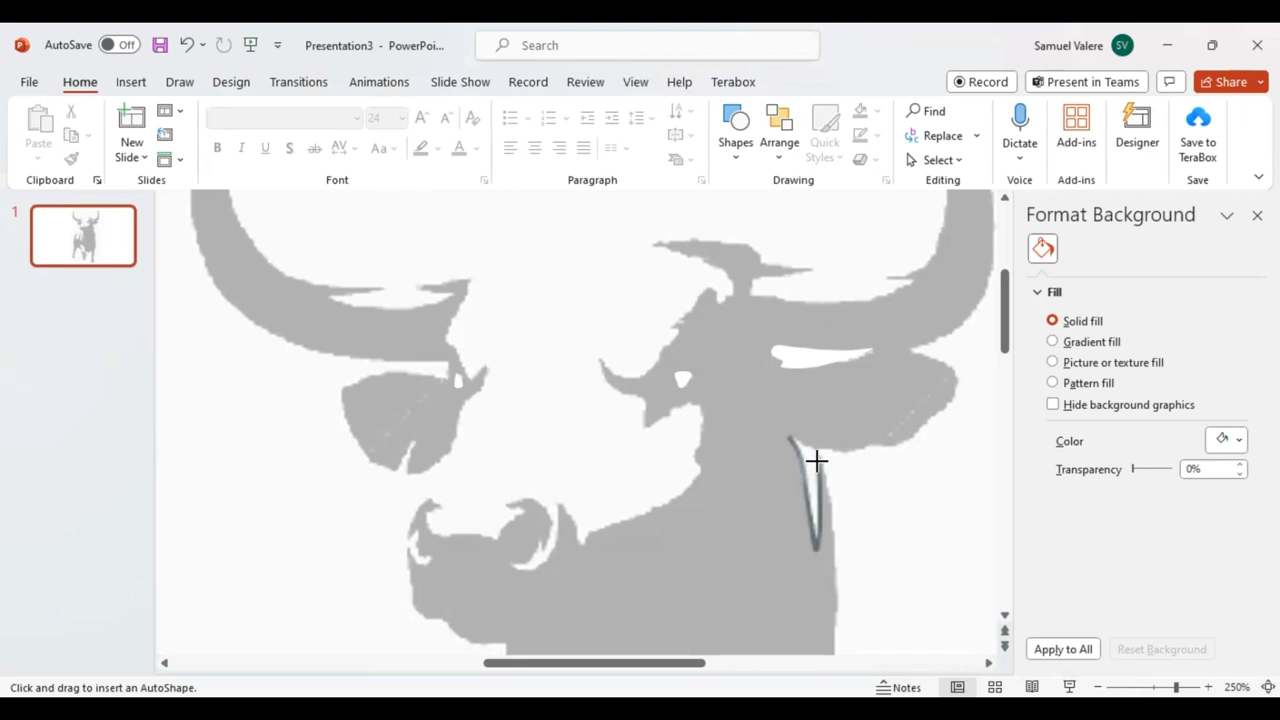 AutoSave Off Presentation3 - PowerPoi... Search Samuel Valere SV
File Home Insert Draw Design Transitions Animations Slide Show Record Review View Help Terabox Record Present in Teams Share
Paste New Slide 24 B I U S ab AV Aa A A A A Shapes Arrange Quick Styles Find Replace Select Dictate Add-ins Designer Save to TeraBox
Clipboard Slides Font Paragraph Drawing Editing Voice Add-ins Save
1
Format Background
Fill
Solid fill
Gradient fill
Picture or texture fill
Pattern fill
Hide background graphics
Color
Transparency 0%
Apply to All Reset Background
Click and drag to insert an AutoShape. Notes 250%